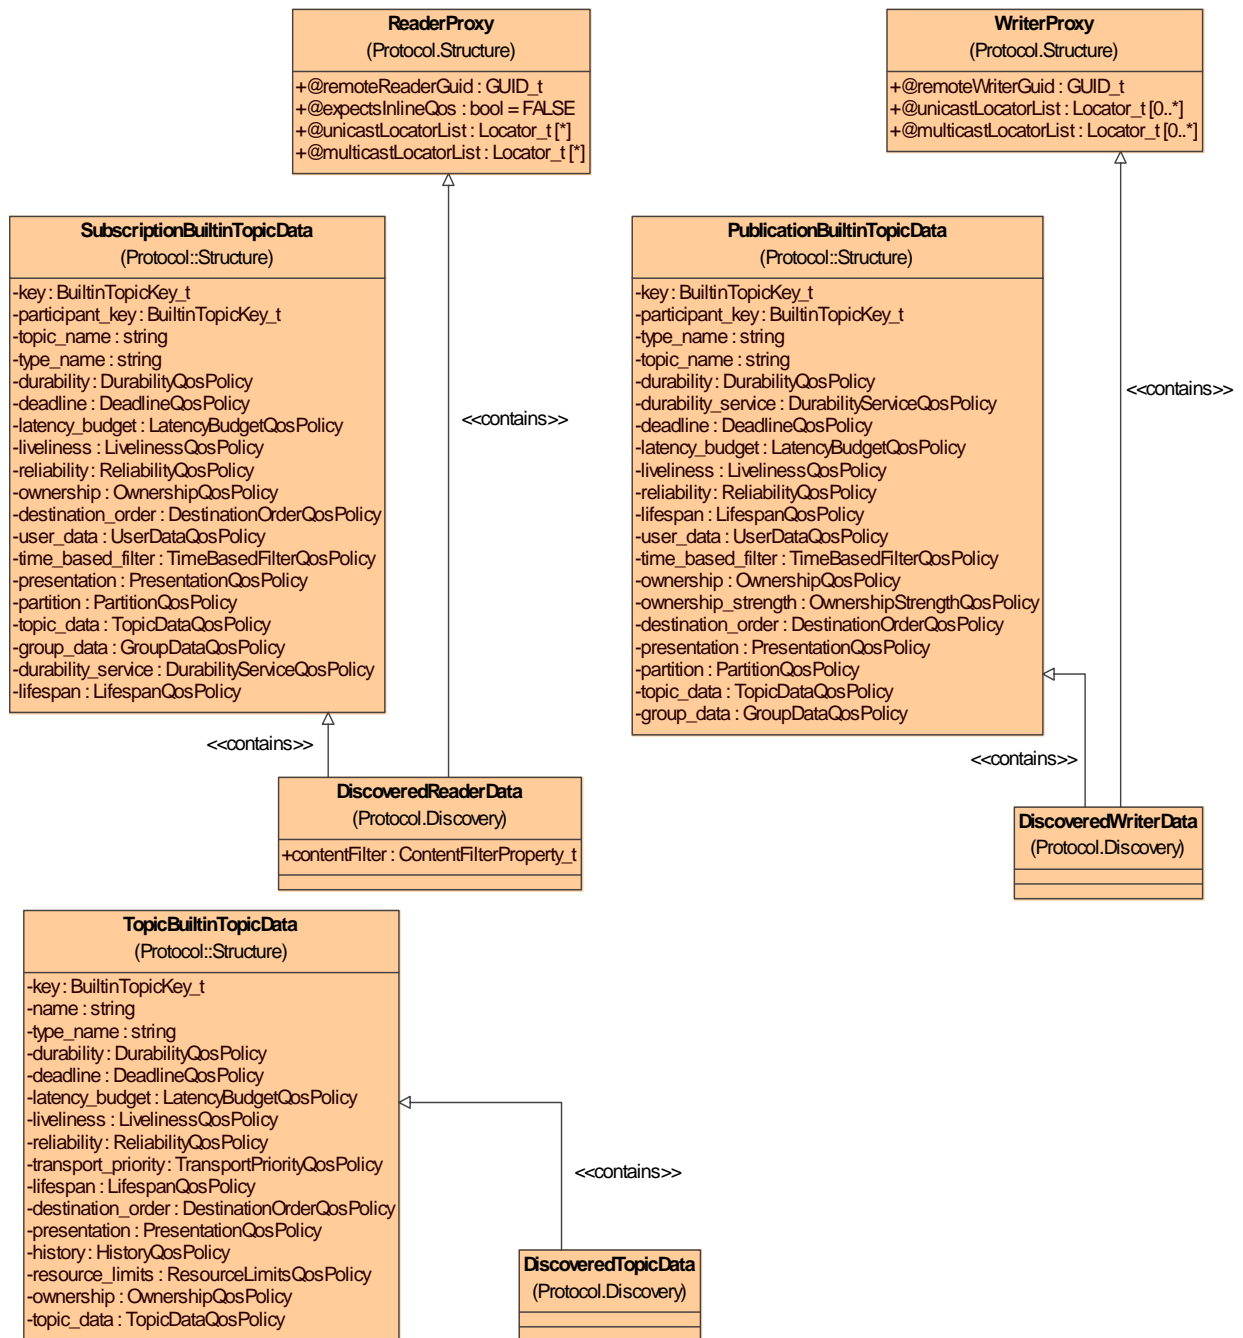 ReaderProxy
(Protocol.Structure)
+@remoteReaderGuid : GUID_t
+@expectsInlineQos : bool = FALSE
+@unicastLocatorList : Locator_t [*]
+@multicastLocatorList : Locator_t [*]
WriterProxy
(Protocol.Structure)
+@remoteWriterGuid : GUID_t
+@unicastLocatorList : Locator_t [0..*]
+@multicastLocatorList : Locator_t [0..*]
SubscriptionBuiltinTopicData
(Protocol::Structure)
-key : BuiltinTopicKey_t
-participant_key : BuiltinTopicKey_t
-topic_name : string
-type_name : string
-durability : DurabilityQosPolicy
-deadline : DeadlineQosPolicy
-latency_budget : LatencyBudgetQosPolicy
-liveliness : LivelinessQosPolicy
-reliability : ReliabilityQosPolicy
-ownership : OwnershipQosPolicy
-destination_order : DestinationOrderQosPolicy
-user_data : UserDataQosPolicy
-time_based_filter : TimeBasedFilterQosPolicy
-presentation : PresentationQosPolicy
-partition : PartitionQosPolicy
-topic_data : TopicDataQosPolicy
-group_data : GroupDataQosPolicy
-durability_service : DurabilityServiceQosPolicy
-lifespan : LifespanQosPolicy
<<contains>>
PublicationBuiltinTopicData
(Protocol::Structure)
-key : BuiltinTopicKey_t
-participant_key : BuiltinTopicKey_t
-type_name : string
-topic_name : string
-durability : DurabilityQosPolicy
-durability_service : DurabilityServiceQosPolicy
-deadline : DeadlineQosPolicy
-latency_budget : LatencyBudgetQosPolicy
-liveliness : LivelinessQosPolicy
-reliability : ReliabilityQosPolicy
-lifespan : LifespanQosPolicy
-user_data : UserDataQosPolicy
-time_based_filter : TimeBasedFilterQosPolicy
-ownership : OwnershipQosPolicy
-ownership_strength : OwnershipStrengthQosPolicy
-destination_order : DestinationOrderQosPolicy
-presentation : PresentationQosPolicy
-partition : PartitionQosPolicy
-topic_data : TopicDataQosPolicy
-group_data : GroupDataQosPolicy
<<contains>>
<<contains>>
<<contains>>
DiscoveredReaderData
(Protocol.Discovery)
+contentFilter : ContentFilterProperty_t
DiscoveredWriterData
(Protocol.Discovery)
TopicBuiltinTopicData
(Protocol::Structure)
-key : BuiltinTopicKey_t
-name : string
-type_name : string
-durability : DurabilityQosPolicy
-deadline : DeadlineQosPolicy
-latency_budget : LatencyBudgetQosPolicy
-liveliness : LivelinessQosPolicy
-reliability : ReliabilityQosPolicy
-transport_priority : TransportPriorityQosPolicy
-lifespan : LifespanQosPolicy
-destination_order : DestinationOrderQosPolicy
-presentation : PresentationQosPolicy
-history : HistoryQosPolicy
-resource_limits : ResourceLimitsQosPolicy
-ownership : OwnershipQosPolicy
-topic_data : TopicDataQosPolicy
<<contains>>
DiscoveredTopicData
(Protocol.Discovery)